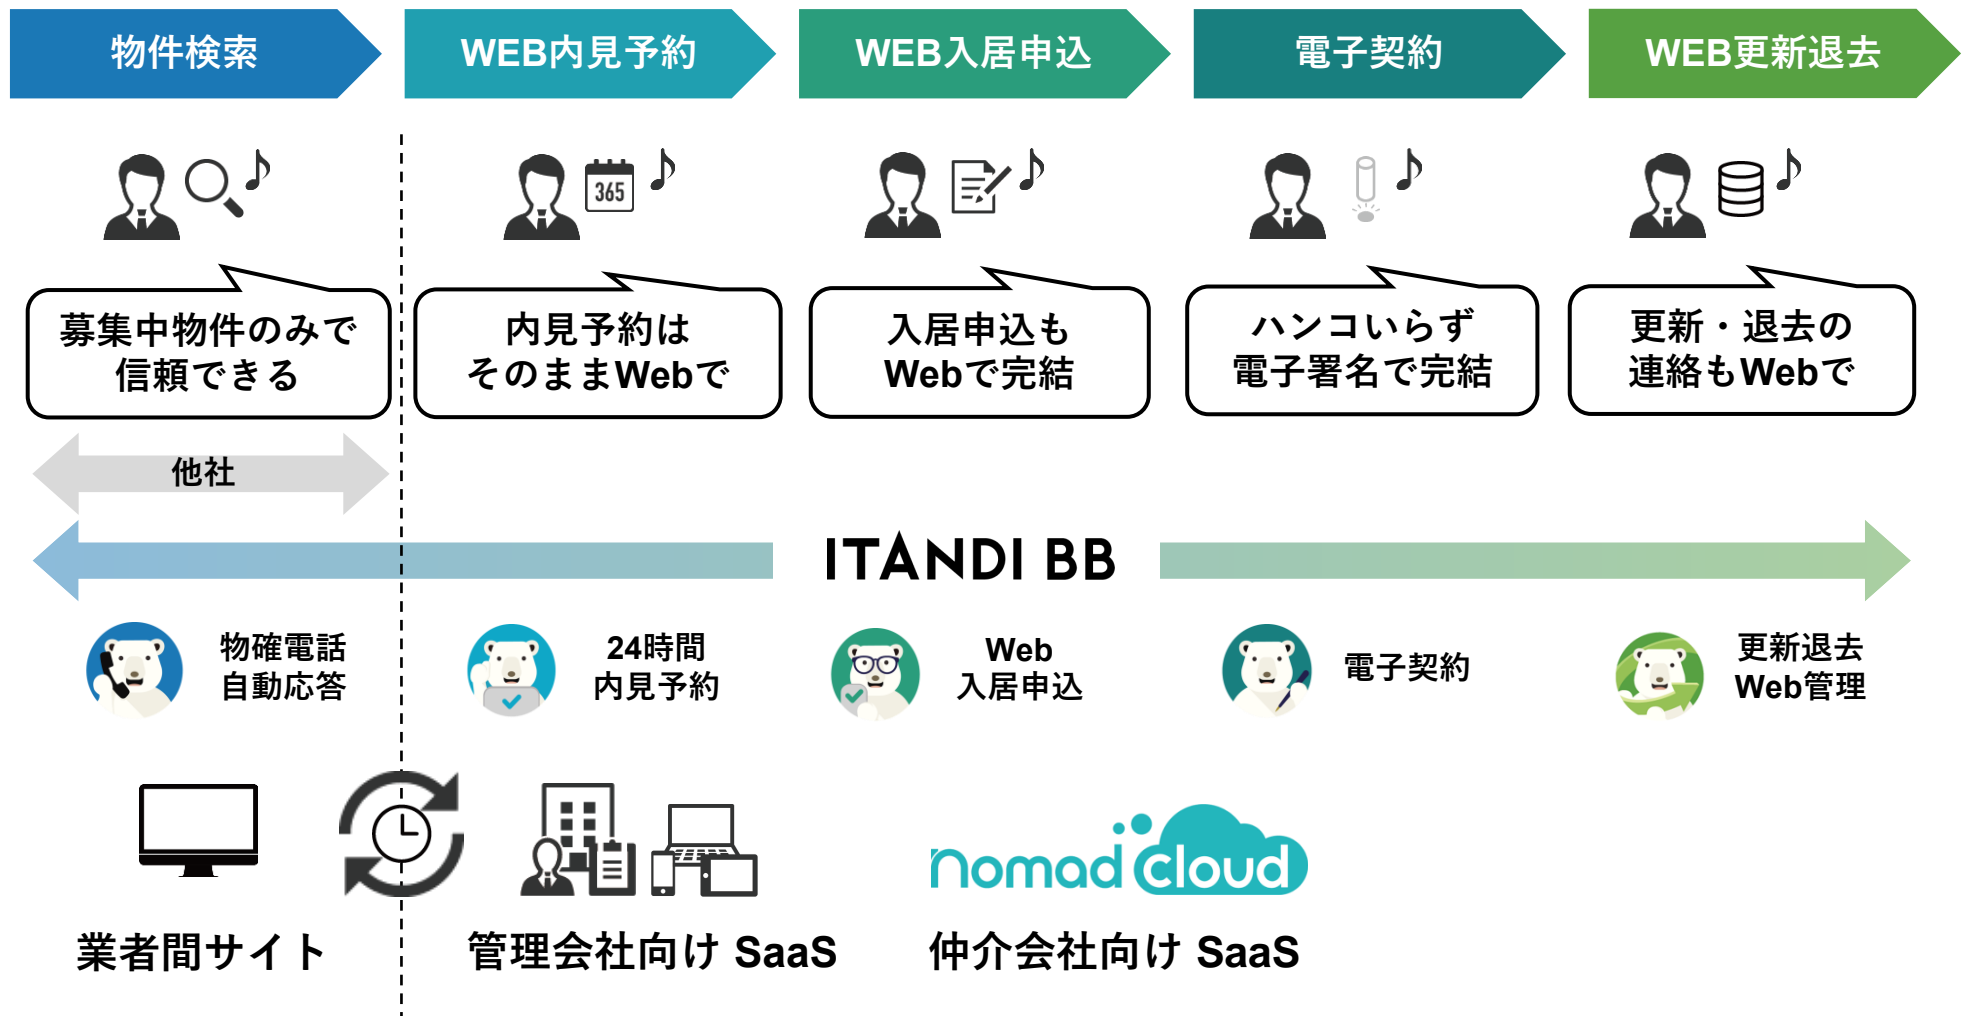 物件検索
WEB内見予約
WEB入居申込
電子契約
WEB更新退去
365
募集中物件のみで
信頼できる
内見予約は
そのままWebで
入居申込も
Webで完結
ハンコいらず
電子署名で完結
更新・退去の
連絡もWebで
他社
ITANDI BB
物確電話
自動応答
24時間
内見予約
Web
入居申込
電子契約
更新退去
Web管理
nomad cloud
業者間サイト
管理会社向け SaaS
仲介会社向け SaaS